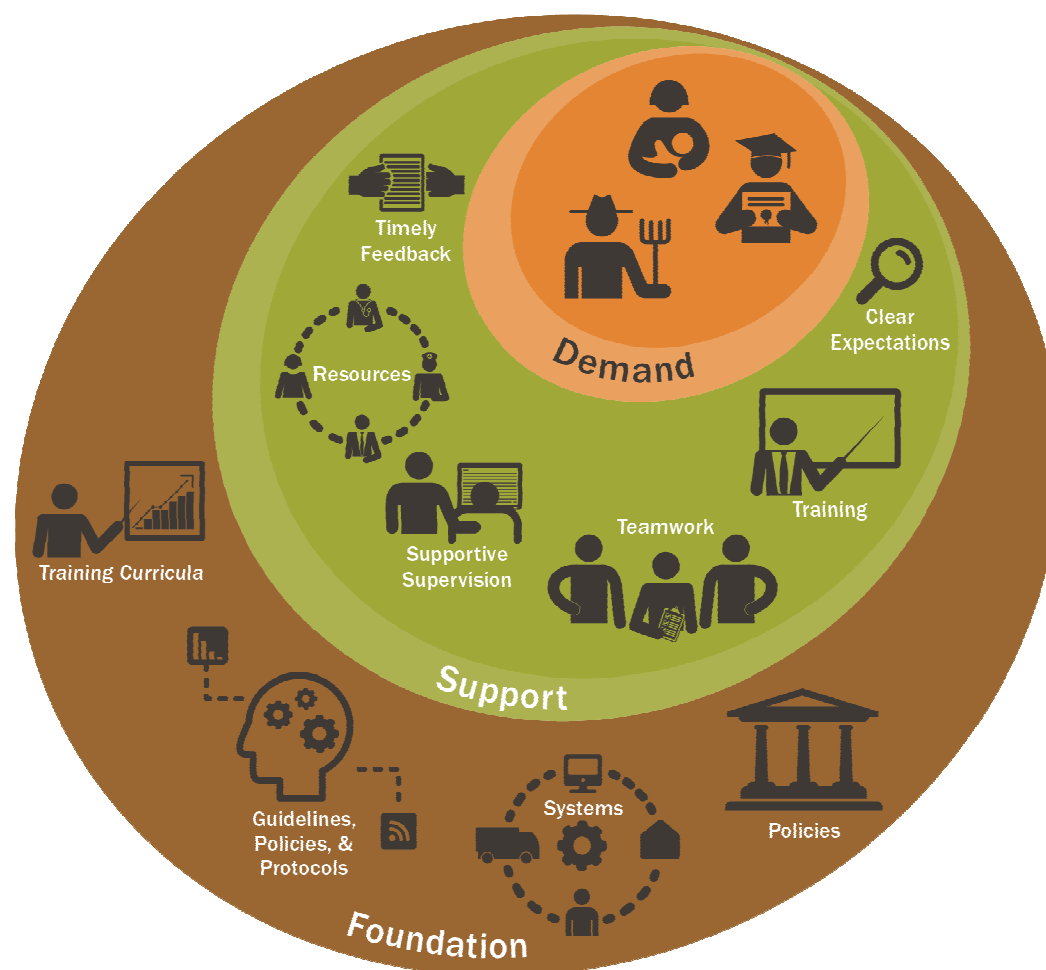 Timely
Feedback
Clear
Expectations
Demand
Resources
Training
Teamwork
Supportive
Supervision
Training Curricula
Support
Systems
Guidelines,
Policies, &
Protocols
Policies
Foundation